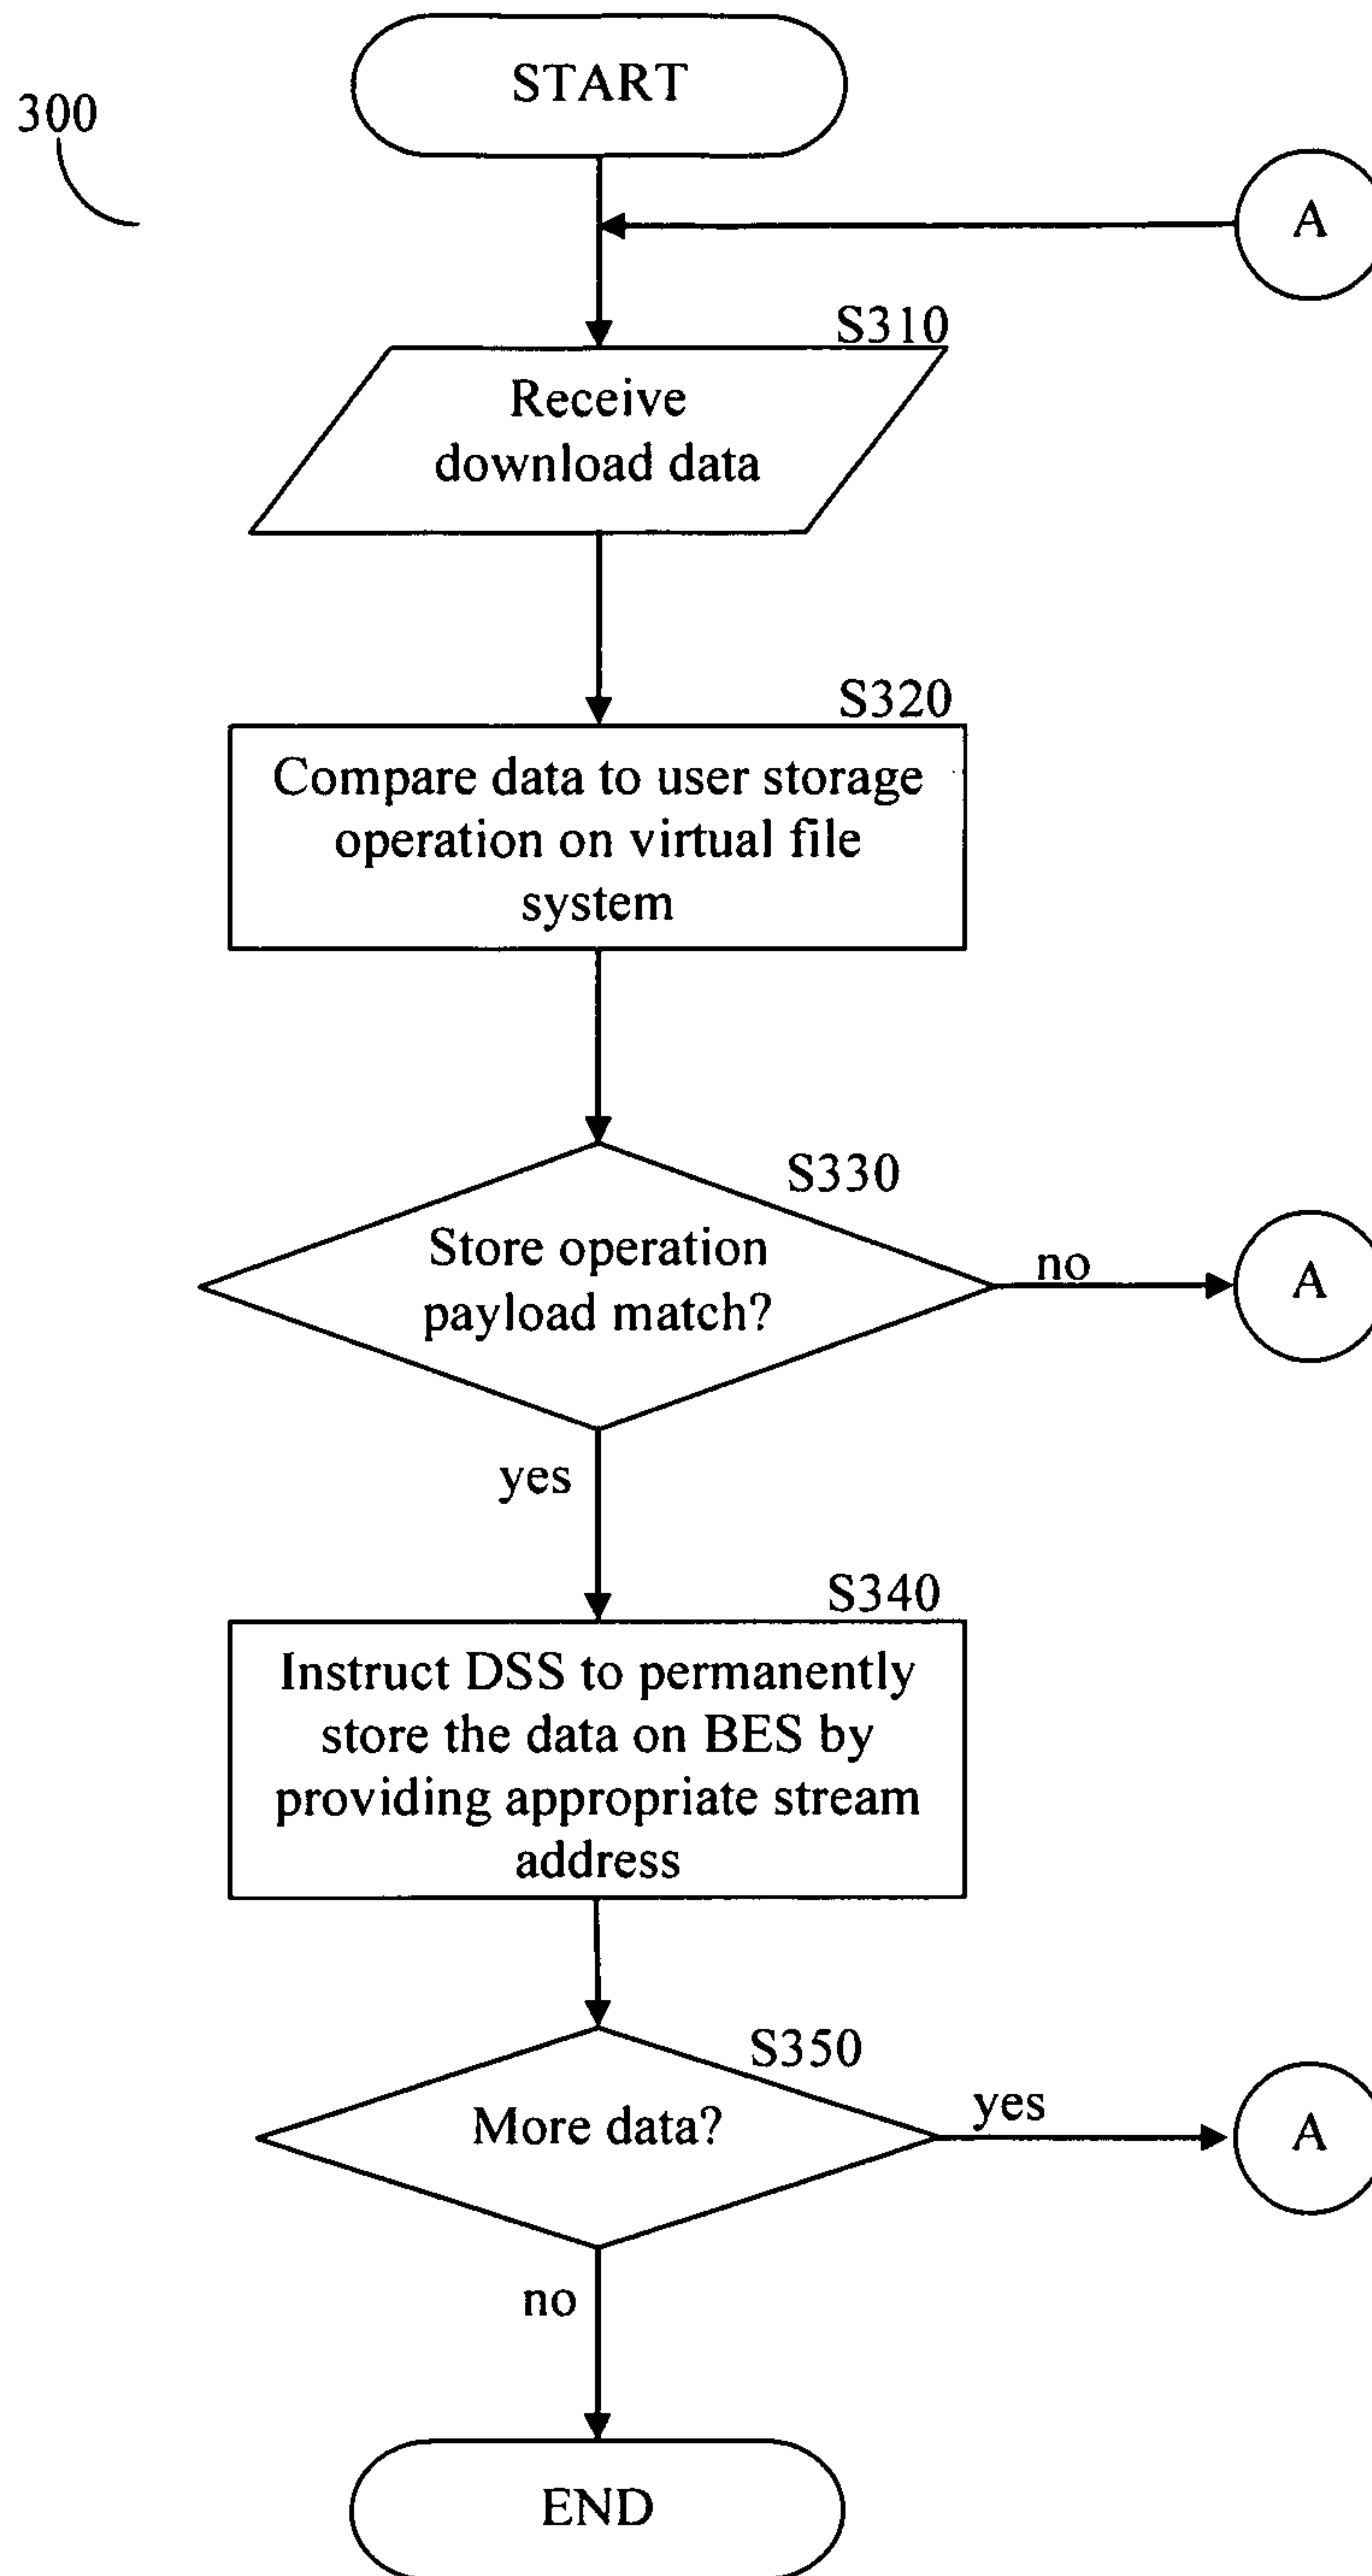 START
300
A
S310
Receive
download data
S320
Compare data to user storage
operation on virtual file
system
S330
Store operation
payload match?
no
A
yes
S340
Instruct DSS to permanently
store the data on BES by
providing appropriate stream
address
S350
More data?
yes
A
no
END